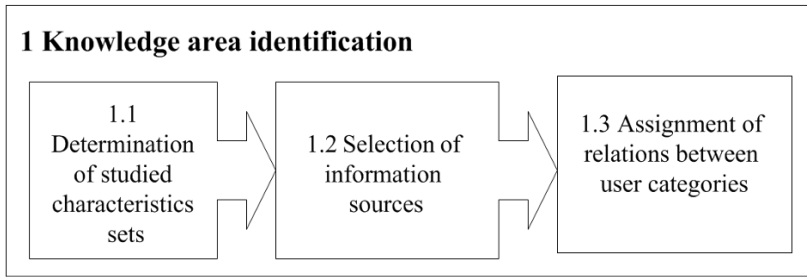 1 Knowledge area identification
1.1
Determination
of studied
characteristics
sets
1.2 Selection of
information
sources
1.3 Assignment of
relations between
user categories